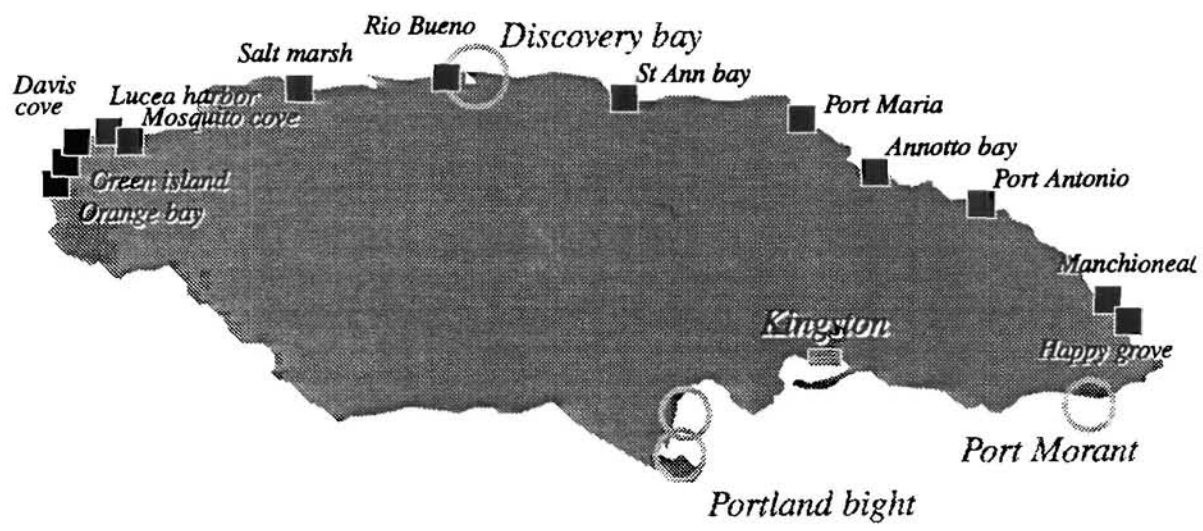 Rio Bueno
Discovery bay
Salt marsh
St Ann bay
Davis
cove
Lucea harbor
Mosquito cove
Port Maria
Annotto bay
Green island
Port Antonio
Orange bay
Manchioneal
Kingston
Happy grove
Port Morant
Portland bight